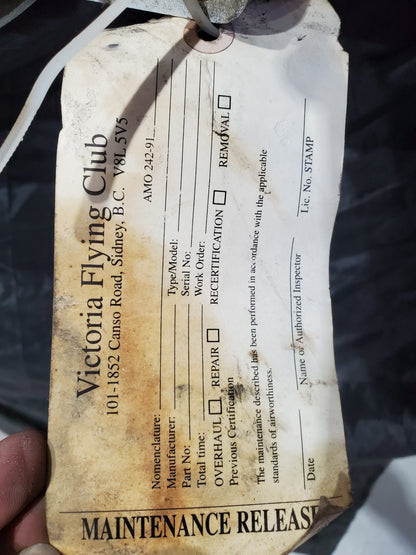 Victoria Flying Club
101-1852 Canso Road, Sidney, B.C. V8L 5V5
AMO 242-91
Nomenclature:
Manufacturer: Type/Model:
Part No: Serial No:
Total time: Work Order:
OVERHAUL REPAIR RECERTIFICATION REMOVAL
Previous Certification
The maintenance described has been performed in accordance with the applicable
standards of airworthiness.
Date Name of Authorized Inspector Lic. No. STAMP
MAINTENANCE RELEASE